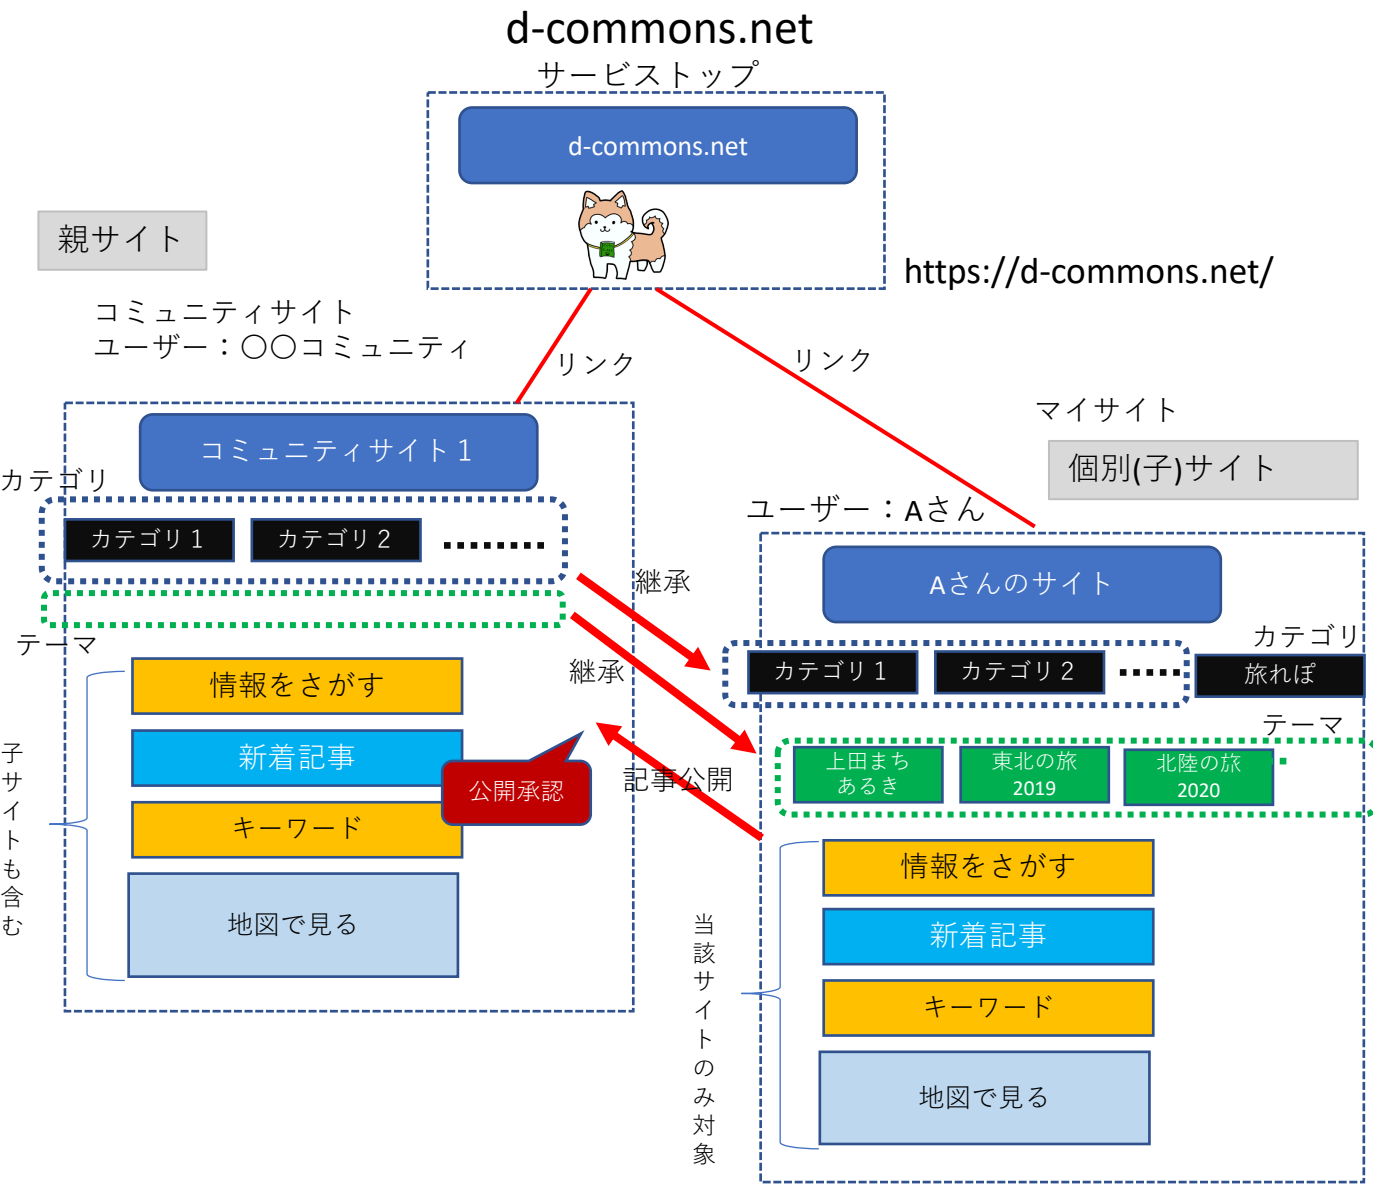 d-commons.net
サービストップ
d-commons.net
親サイト
https://d-commons.net/
コミュニティサイト
ユーザー：〇〇コミュニティ
リンク
リンク
マイサイト
個別(子)サイト
コミュニティサイト１
カテゴリ
カテゴリ１
カテゴリ２
ユーザー：Aさん
継承
Aさんのサイト
テーマ
継承
カテゴリ
カテゴリ１
カテゴリ２
旅れぽ
テーマ
情報をさがす
新着記事
公開承認
記事公開
キーワード
地図で見る
子サイトも含む
上田まち
あるき
東北の旅
2019
北陸の旅
2020
情報をさがす
新着記事
キーワード
地図で見る
当該サイトのみ対象